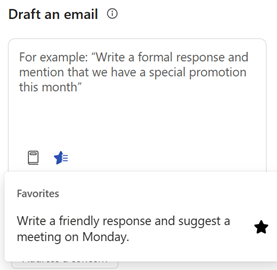 Draft an email
For example: “Write a formal response and
mention that we have a special promotion
this month”
Favorites
Write a friendly response and suggest a
meeting on Monday.